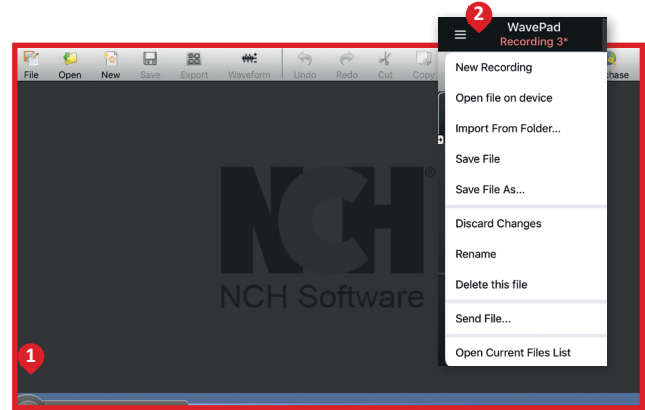 2
WavePad
Recording 3*
File Open New Save Export Waveform Undo Redo Cut Copy
New Recording
Open file on device
Import From Folder...
Save File
Save File As...
Discard Changes
Rename
Delete this file
Send File...
Open Current Files List
NCH®
NCH Software
1